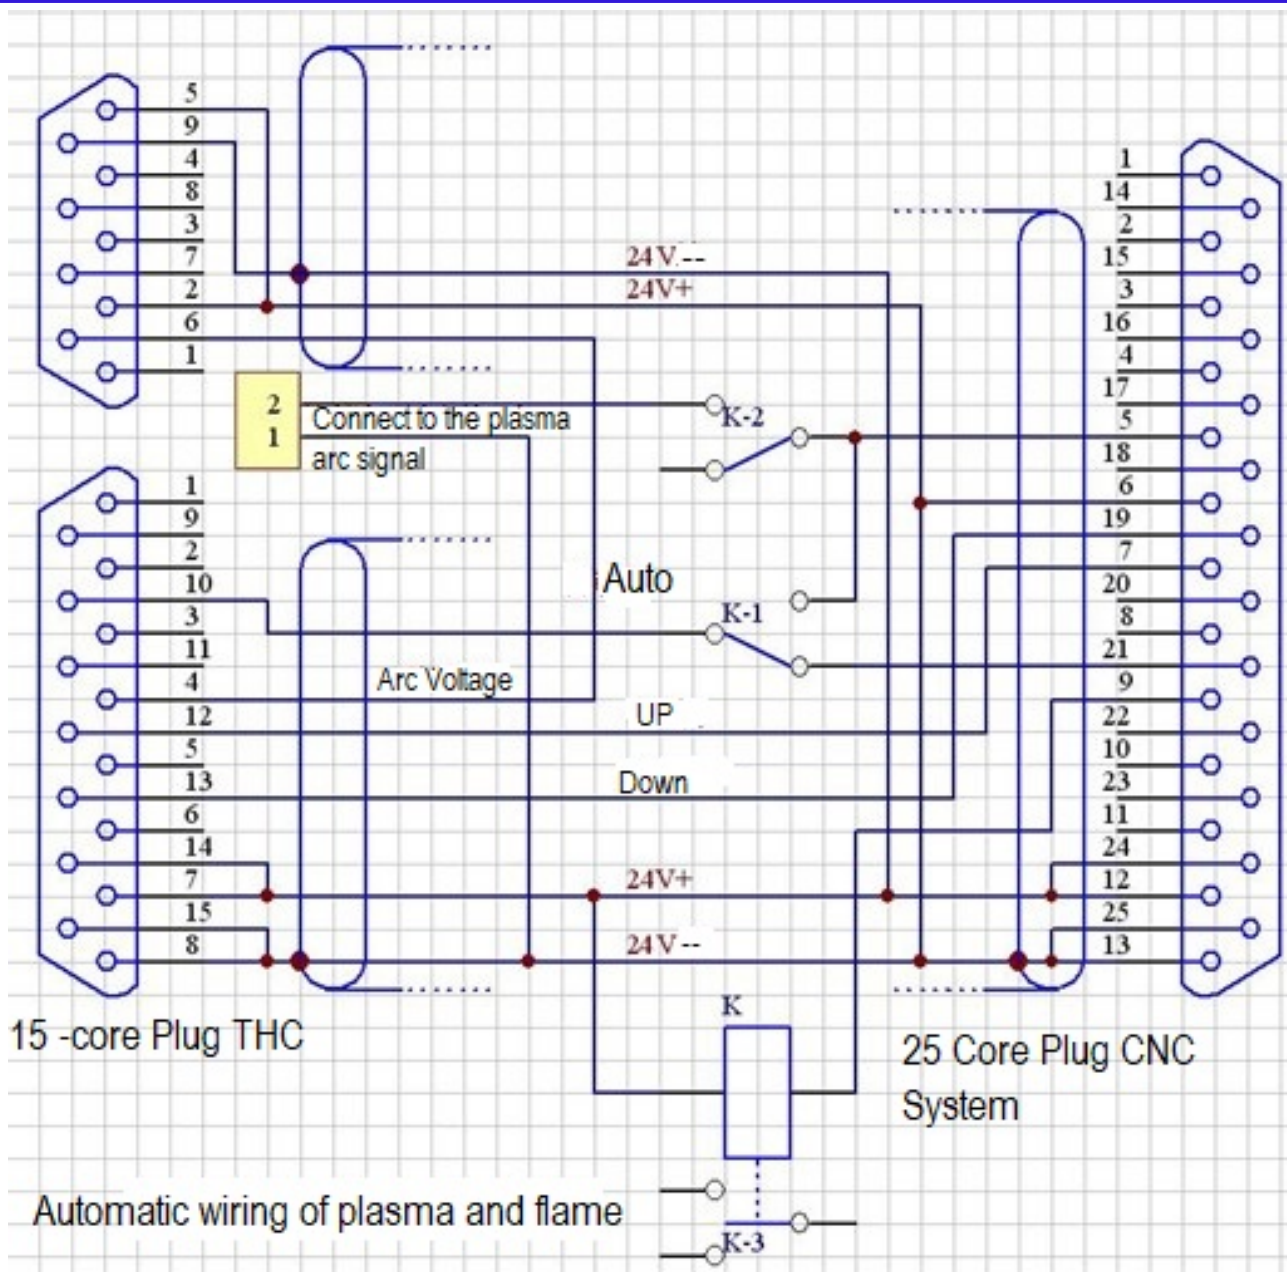 5
9
4
8
3
7
2
6
1
24V.--
24V+
2
1
Connect to the plasma
arc signal
K-2
1
9
2
10
3
11
4
12
5
13
6
14
7
15
8
Auto
K-1
Arc Voltage
UP
Down
24V+
24V--
1
14
2
15
3
16
4
17
5
18
6
19
7
20
8
21
9
22
10
23
11
24
12
25
13
15 -core Plug THC
K
25 Core Plug CNC
System
Automatic wiring of plasma and flame
K-3